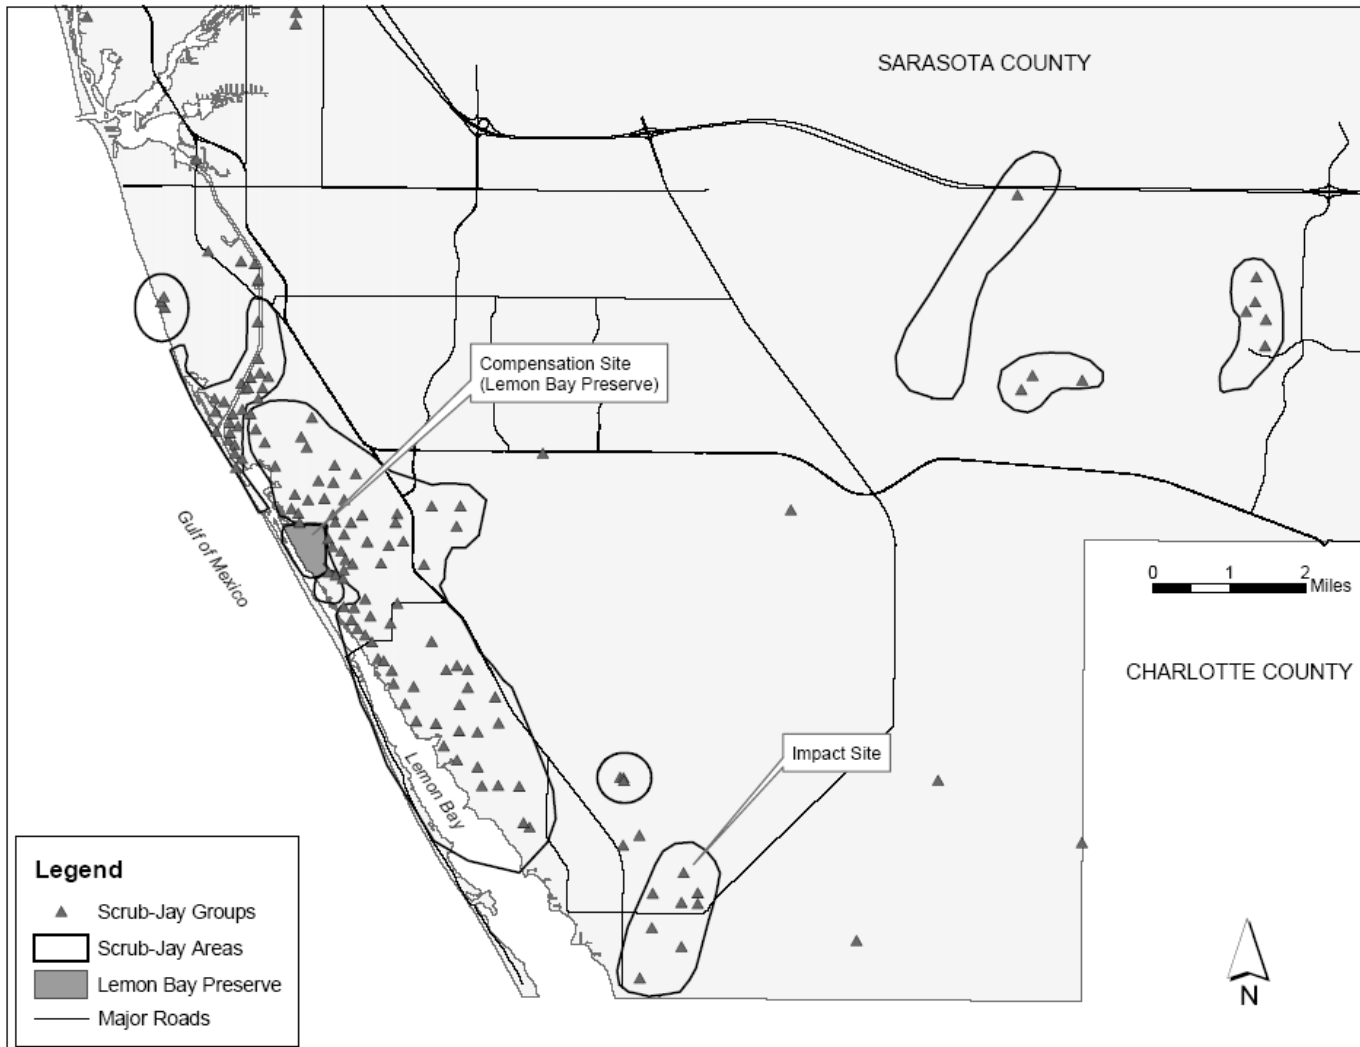 SARASOTA COUNTY
Compensation Site
(Lemon Bay Preserve)
Gulf of Mexico
0 1 2
Miles
CHARLOTTE COUNTY
Impact Site
Lemon Bay
Legend
Scrub-Jay Groups
Scrub-Jay Areas
Lemon Bay Preserve
Major Roads
N